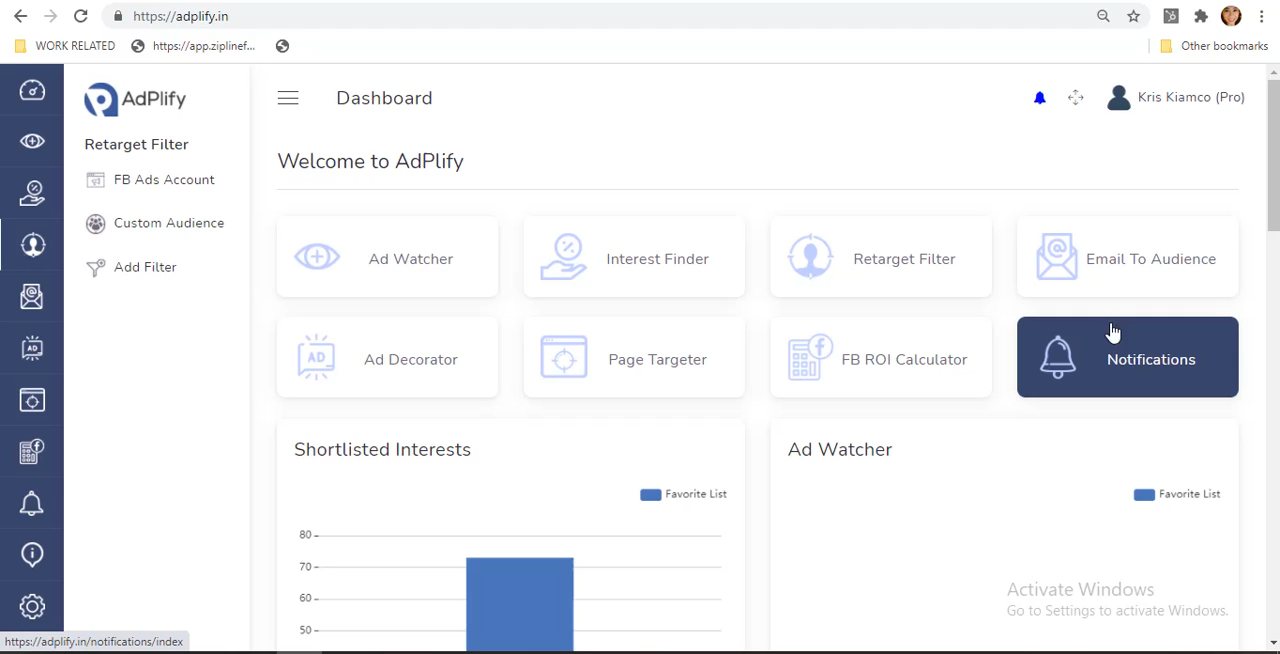 https://adplify.in
WORK RELATED https://app.ziplinef... Other bookmarks
AdPlify
Retarget Filter
FB Ads Account
Custom Audience
Add Filter
Dashboard
Kris Kiamco (Pro)
Welcome to AdPlify
Ad Watcher
Interest Finder
Retarget Filter
Email To Audience
AD
Ad Decorator
Page Targeter
FB ROI Calculator
Notifications
Shortlisted Interests
Favorite List
80
70
60
50
Ad Watcher
Favorite List
Activate Windows
Go to Settings to activate Windows.
https://adplify.in/notifications/index